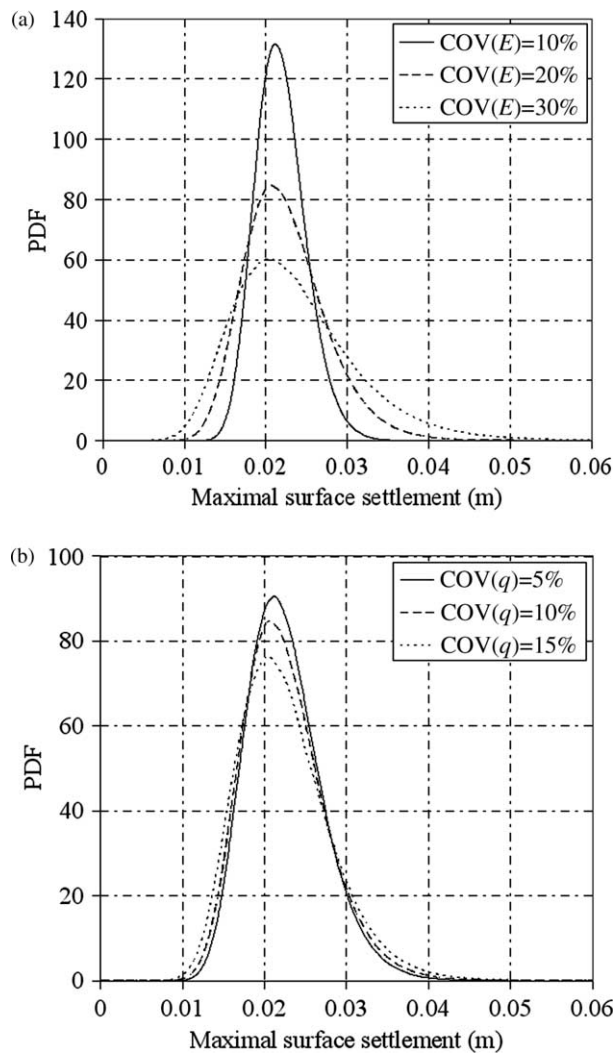 (a)
140
120
100
80
60
40
20
0
PDF
COV(E)=10%
COV(E)=20%
COV(E)=30%
0 0.01 0.02 0.03 0.04 0.05 0.06
Maximal surface settlement (m)
(b)
100
80
60
40
20
0
PDF
COV(q)=5%
COV(q)=10%
COV(q)=15%
0 0.01 0.02 0.03 0.04 0.05 0.06
Maximal surface settlement (m)